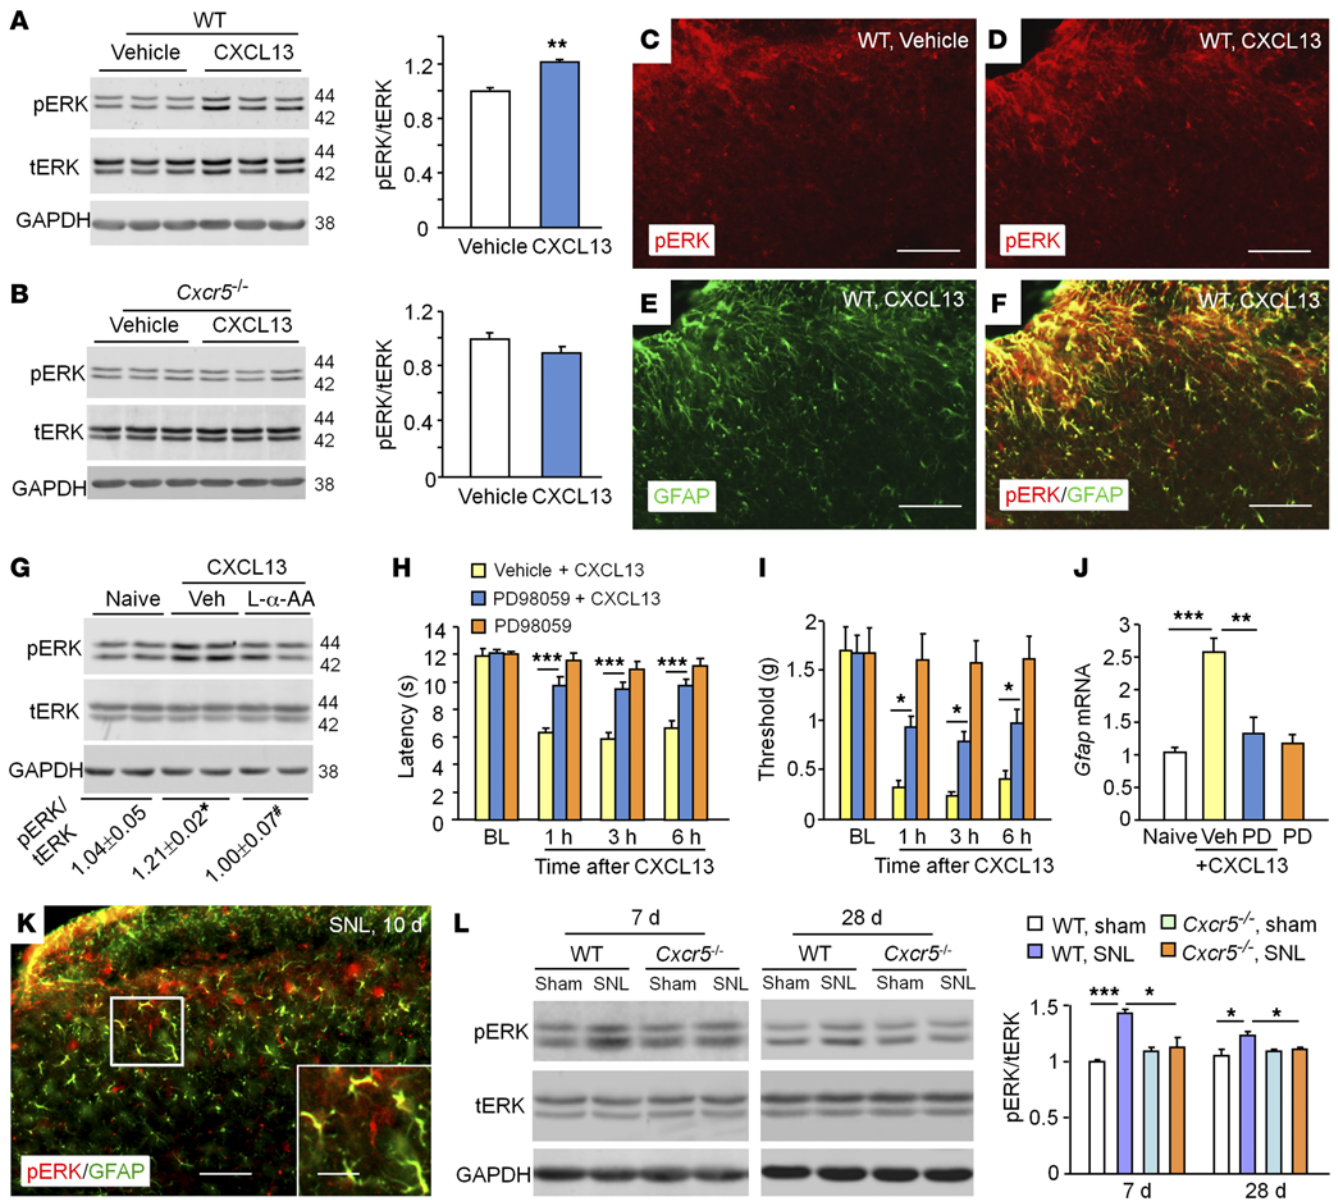 A
WT
Vehicle CXCL13
pERK 44
42
tERK 44
42
GAPDH 38
pERK/tERK
1.2
0.8
0.4
0
**
Vehicle CXCL13
B
Cxcr5-/-
Vehicle CXCL13
pERK 44
42
tERK 44
42
GAPDH 38
pERK/tERK
1.2
0.8
0.4
0
Vehicle CXCL13
C
WT, Vehicle
pERK
D
WT, CXCL13
pERK
E
WT, CXCL13
GFAP
F
WT, CXCL13
pERK/GFAP
G
CXCL13
Naive Veh L-α-AA
pERK 44
42
tERK 44
42
GAPDH 38
pERK/
tERK
1.04±0.05 1.21±0.02* 1.00±0.07#
H
Vehicle + CXCL13
PD98059 + CXCL13
PD98059
Latency (s)
14
12
10
8
6
4
2
0
*** *** ***
BL 1 h 3 h 6 h
Time after CXCL13
I
Threshold (g)
2
1.5
1
0.5
0
* * *
BL 1 h 3 h 6 h
Time after CXCL13
J
Gfap mRNA
3
2.5
2
1.5
1
0.5
0
*** **
Naive Veh PD PD
+CXCL13
K
SNL, 10 d
pERK/GFAP
L
7 d 28 d
WT Cxcr5-/- WT Cxcr5-/-
Sham SNL Sham SNL Sham SNL Sham SNL
pERK
tERK
GAPDH
WT, sham Cxcr5-/-, sham
WT, SNL Cxcr5-/-, SNL
pERK/tERK
1.5
1
0.5
0
*** * * *
7 d 28 d